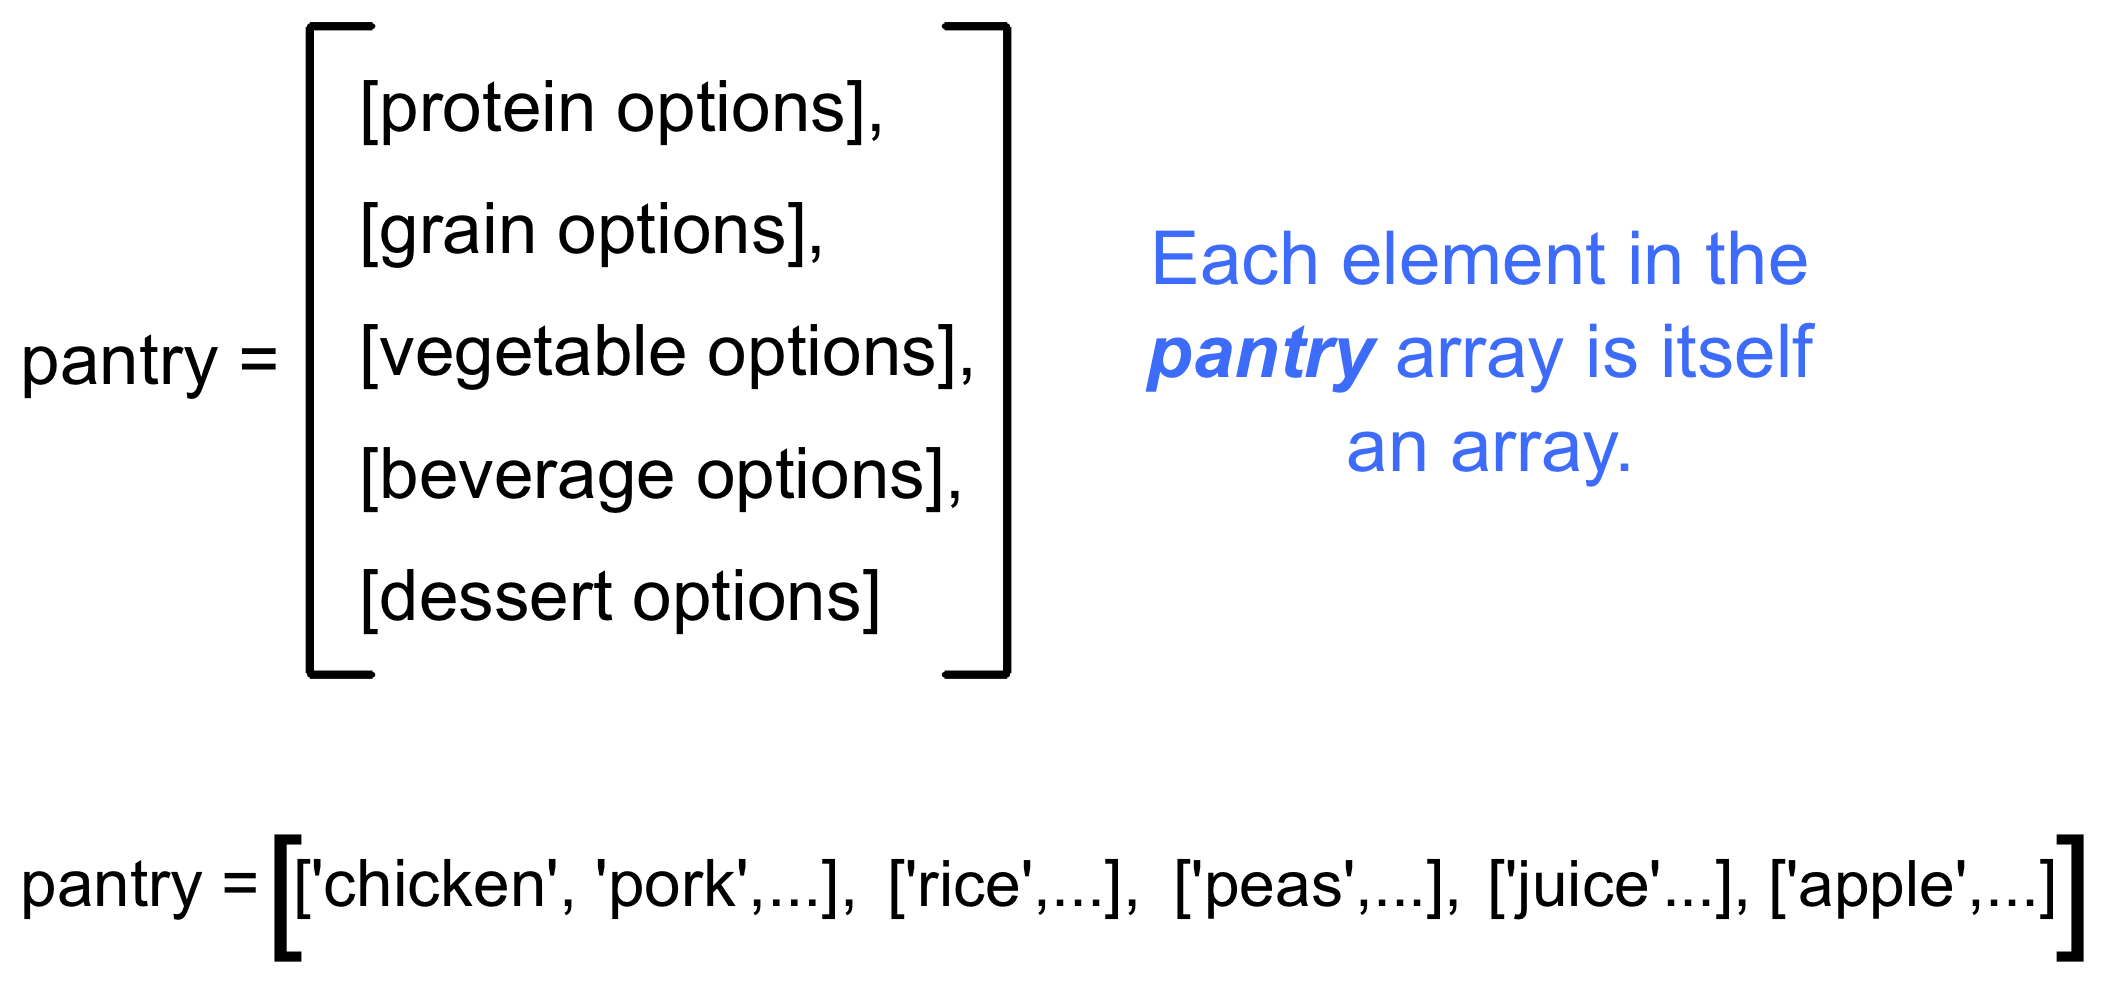 pantry =
[protein options],
[grain options],
[vegetable options],
[beverage options],
[dessert options]
Each element in the
pantry array is itself
an array.
pantry = [['chicken', 'pork',...], ['rice',...], ['peas',...], ['juice'...], ['apple',...]]